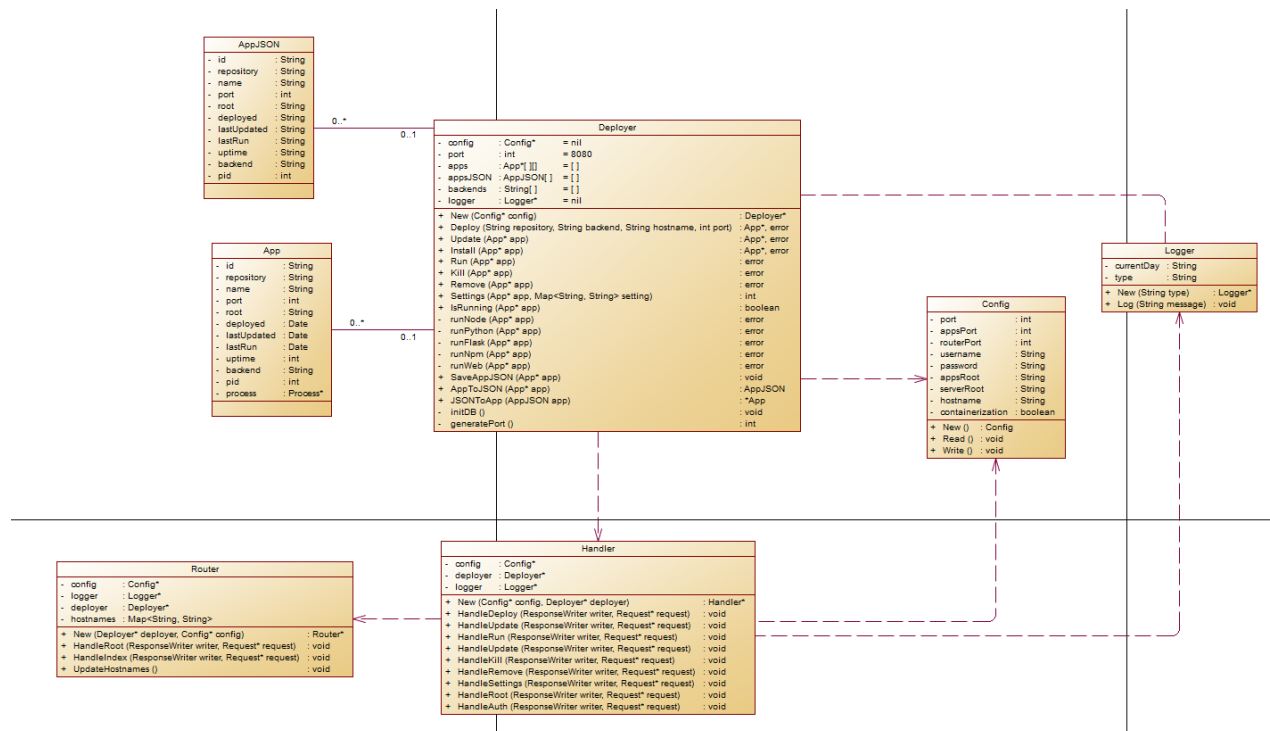 AppJSON
- id : String
- repository : String
- name : String
- port : int
- root : String
- deployed : String
- lastUpdated : String
- lastRun : String
- uptime : String
- backend : String
- pid : int
0..*
0..1
Deployer
- config : Config* = nil
- port : int = 8080
- apps : App*[ ][] = [ ]
- appsJSON : AppJSON[ ] = [ ]
- backends : String[ ] = [ ]
- logger : Logger* = nil
+ New (Config* config) : Deployer*
+ Deploy (String repository, String backend, String hostname, int port) : App*, error
+ Update (App* app) : App*, error
+ Install (App* app) : App*, error
+ Run (App* app) : error
+ Kill (App* app) : error
+ Remove (App* app) : error
+ Settings (App* app, Map<String, String> setting) : int
+ IsRunning (App* app) : boolean
- runNode (App* app) : error
- runPython (App* app) : error
- runFlask (App* app) : error
- runNpm (App* app) : error
- runWeb (App* app) : error
+ SaveAppJSON (App* app) : void
+ AppToJSON (App* app) : AppJSON
+ JSONToApp (AppJSON app) : *App
- initDB () : void
- generatePort () : int
App
- id : String
- repository : String
- name : String
- port : int
- root : String
- deployed : Date
- lastUpdated : Date
- lastRun : Date
- uptime : int
- backend : String
- pid : int
- process : Process*
0..*
0..1
Logger
- currentDay : String
- type : String
+ New (String type) : Logger*
+ Log (String message) : void
Config
- port : int
- appsPort : int
- routerPort : int
- username : String
- password : String
- appsRoot : String
- serverRoot : String
- hostname : String
- containerization : boolean
+ New () : Config
+ Read () : void
+ Write () : void
Handler
- config : Config*
- deployer : Deployer*
- logger : Logger*
+ New (Config* config, Deployer* deployer) : Handler*
+ HandleDeploy (ResponseWriter writer, Request* request) : void
+ HandleUpdate (ResponseWriter writer, Request* request) : void
+ HandleRun (ResponseWriter writer, Request* request) : void
+ HandleUpdate (ResponseWriter writer, Request* request) : void
+ HandleKill (ResponseWriter writer, Request* request) : void
+ HandleRemove (ResponseWriter writer, Request* request) : void
+ HandleSettings (ResponseWriter writer, Request* request) : void
+ HandleRoot (ResponseWriter writer, Request* request) : void
+ HandleAuth (ResponseWriter writer, Request* request) : void
Router
- config : Config*
- logger : Logger*
- deployer : Deployer*
- hostnames : Map<String, String>
+ New (Deployer* deployer, Config* config) : Router*
+ HandleRoot (ResponseWriter writer, Request* request) : void
+ HandleIndex (ResponseWriter writer, Request* request) : void
+ UpdateHostnames () : void